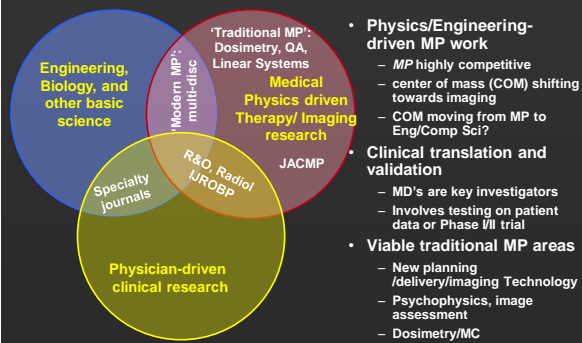 'Traditional MP':
Dosimetry, QA,
Linear Systems
Engineering,
Biology, and
other basic
science
'Modern MP':
multi-disc
Medical
Physics driven
Therapy/ Imaging
research
JACMP
R&O, Radiol
IJROBP
Specialty
journals
Physician-driven
clinical research
• Physics/Engineering-
driven MP work
– MP highly competitive
– center of mass (COM) shifting
towards imaging
– COM moving from MP to
Eng/Comp Sci?
• Clinical translation and
validation
– MD's are key investigators
– Involves testing on patient
data or Phase I/II trial
• Viable traditional MP areas
– New planning
/delivery/imaging Technology
– Psychophysics, image
assessment
– Dosimetry/MC